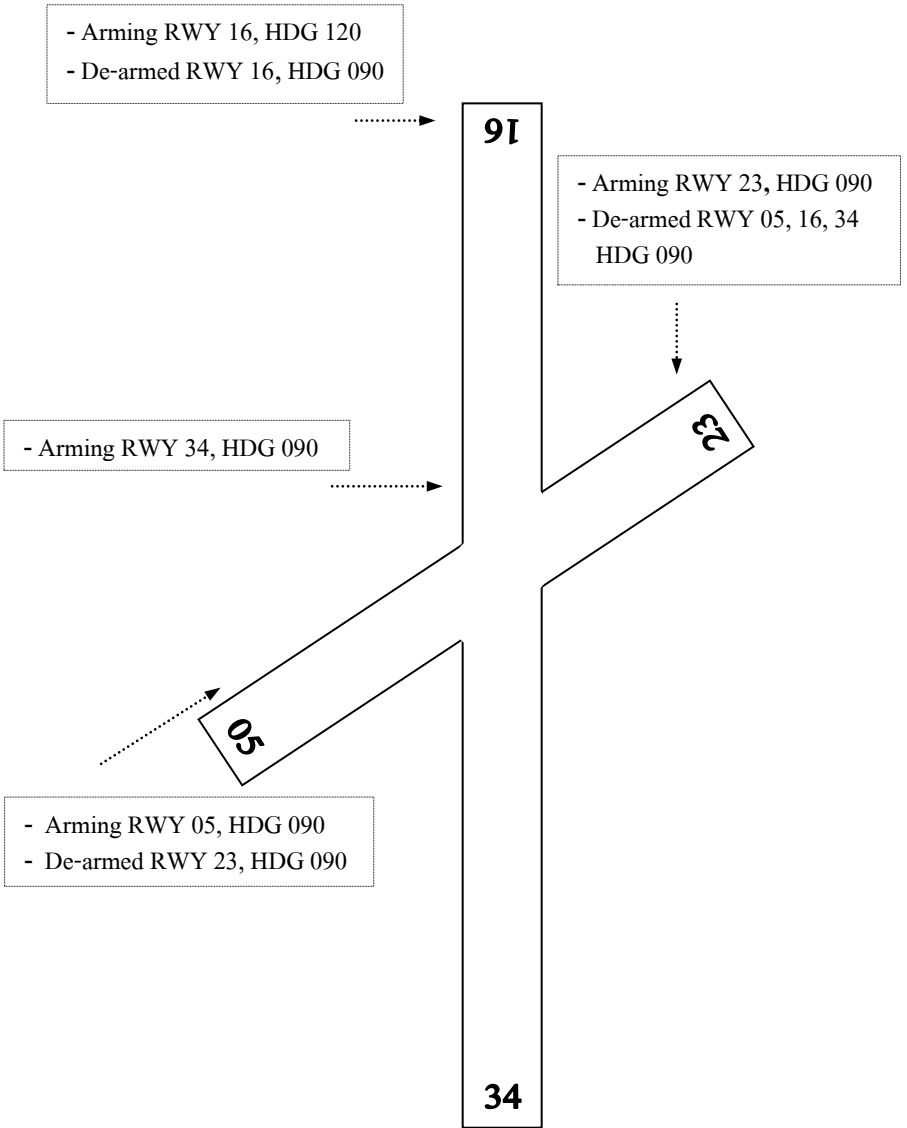 - Arming RWY 16, HDG 120
- De-armed RWY 16, HDG 090
16
- Arming RWY 23, HDG 090
- De-armed RWY 05, 16, 34
HDG 090
23
- Arming RWY 34, HDG 090
05
- Arming RWY 05, HDG 090
- De-armed RWY 23, HDG 090
34